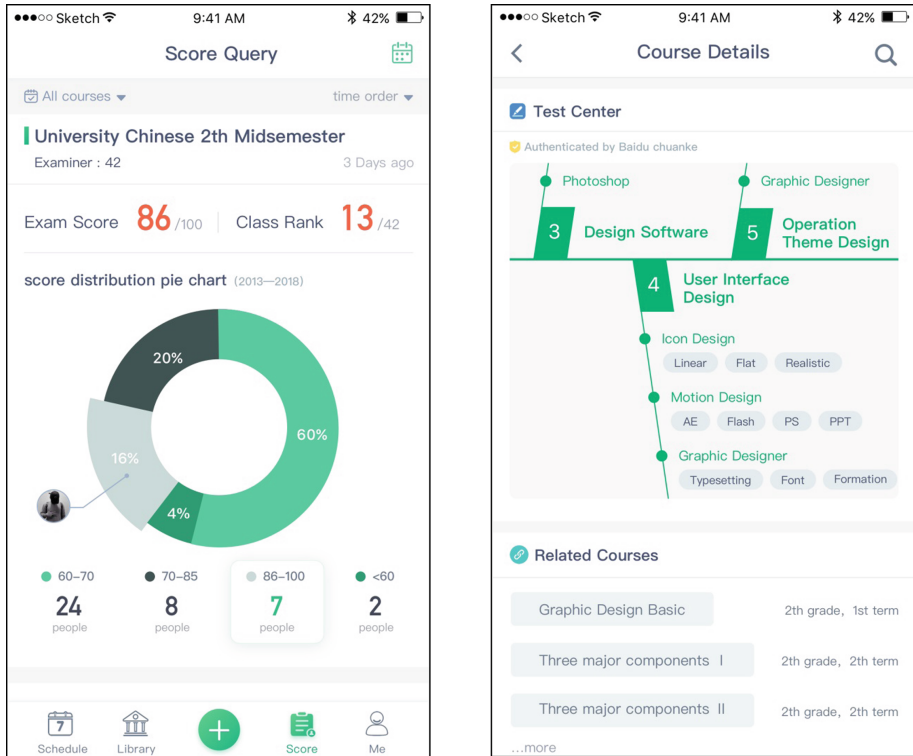 Sketch 9:41 AM 42%
Score Query
All courses time order
University Chinese 2th Midsemester
Examiner : 42 3 Days ago
Exam Score 86 /100 Class Rank 13 /42
score distribution pie chart (2013—2018)
20%
60%
16%
4%
60-70 70-85 86-100 <60
24 8 7 2
people people people people
7
Schedule Library Score Me
Sketch 9:41 AM 42%
Course Details
Test Center
Authenticated by Baidu chuanke
Photoshop Graphic Designer
3 Design Software 5 Operation
Theme Design
4 User Interface
Design
Icon Design
Linear Flat Realistic
Motion Design
AE Flash PS PPT
Graphic Designer
Typesetting Font Formation
Related Courses
Graphic Design Basic 2th grade, 1st term
Three major components Ⅰ 2th grade, 2th term
Three major components Ⅱ 2th grade, 2th term
...more